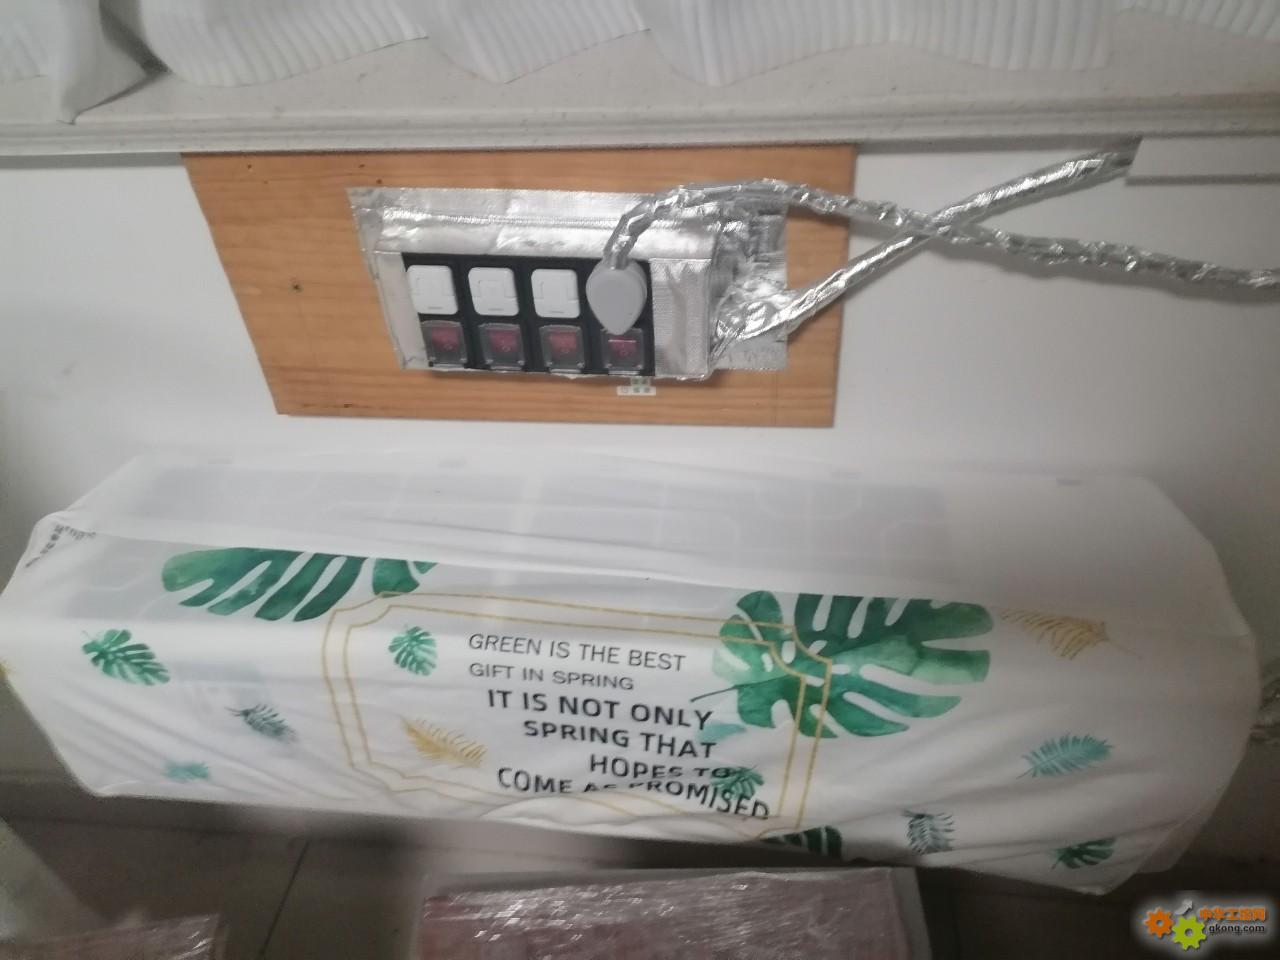 GREEN IS THE BEST
GIFT IN SPRING
IT IS NOT ONLY
SPRING THAT
HOPES TO
COME AS PROMISED
中华工控网
gkong.com